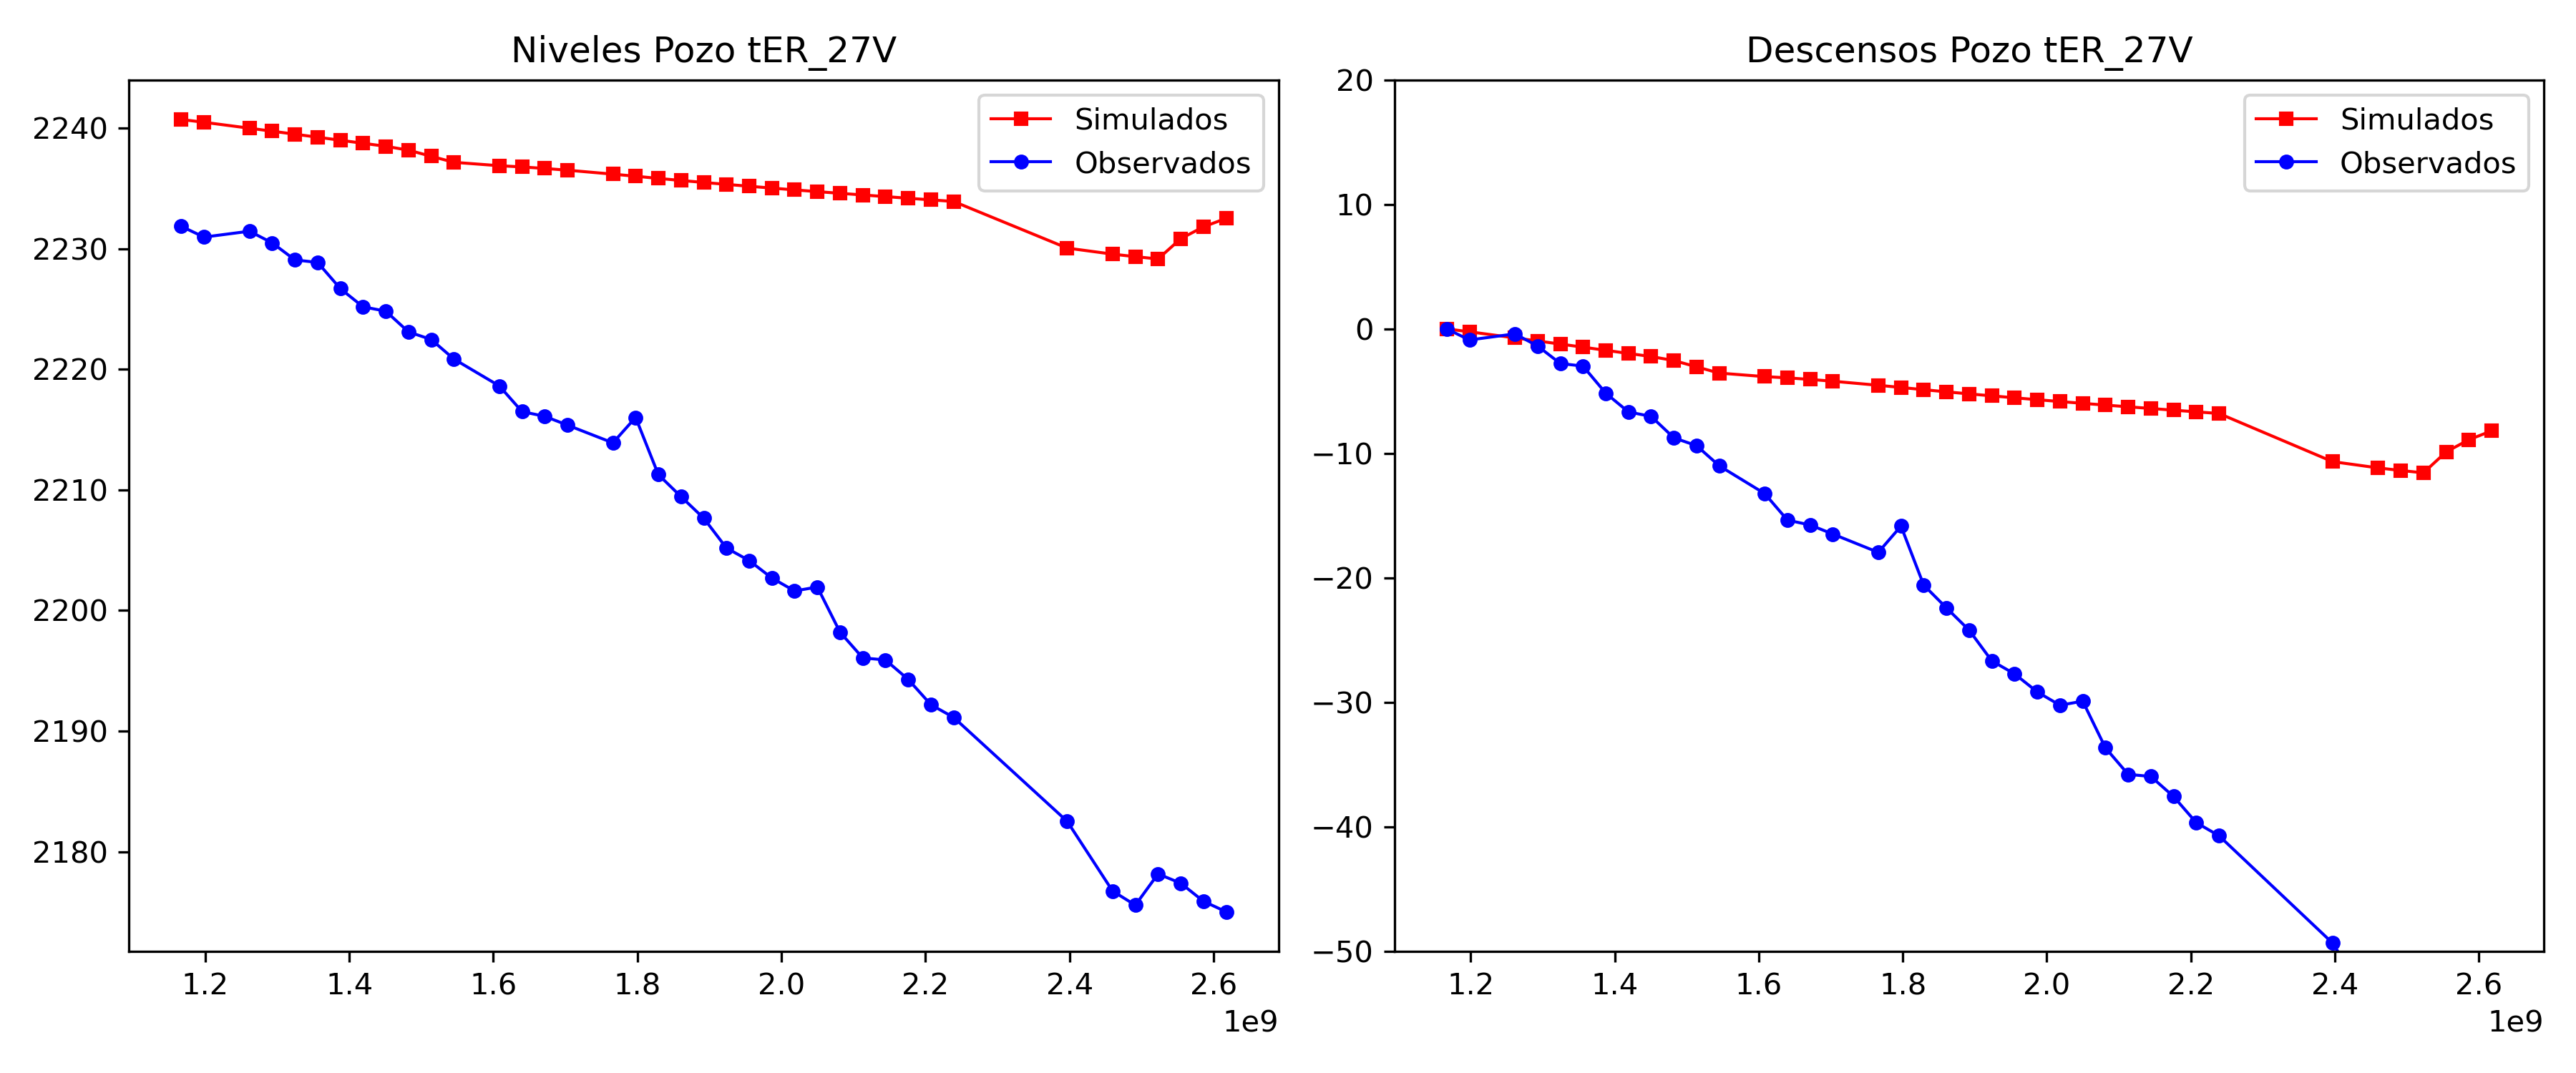 Niveles Pozo tER_27V
Simulados
Observados
2240
2230
2220
2210
2200
2190
2180
1.2 1.4 1.6 1.8 2.0 2.2 2.4 2.6
1e9
Descensos Pozo tER_27V
Simulados
Observados
20
10
0
−10
−20
−30
−40
−50
1.2 1.4 1.6 1.8 2.0 2.2 2.4 2.6
1e9